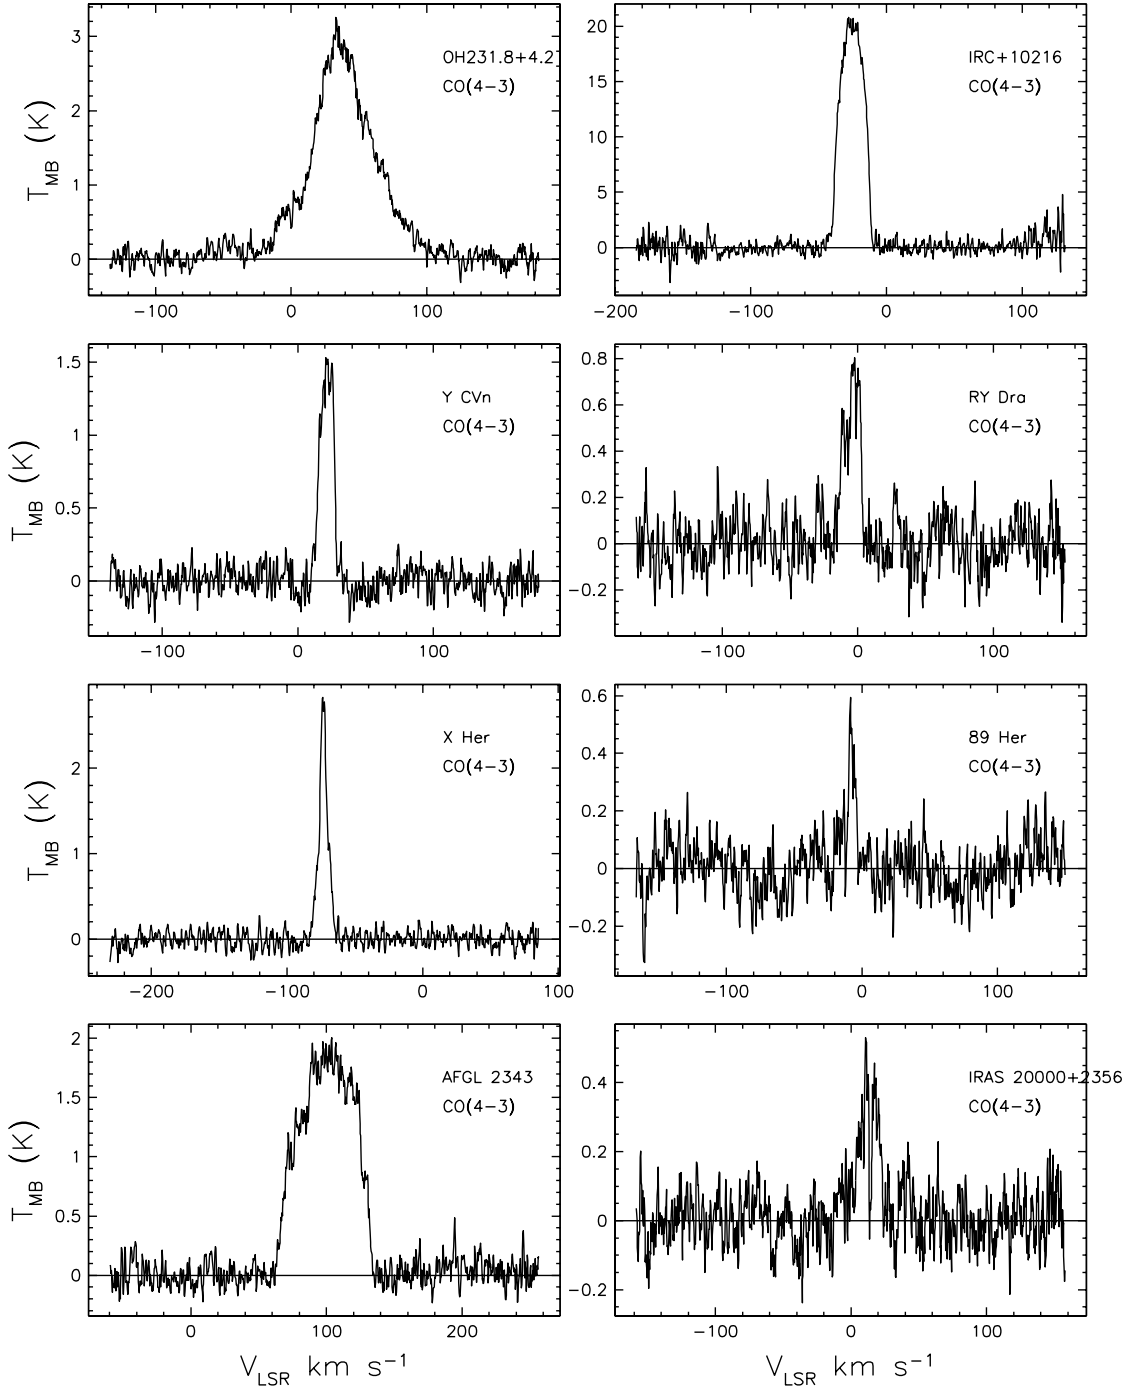 T_MB (K)
3
2
1
0
OH231.8+4.2
CO(4−3)
−100 0 100
20
15
10
5
0
IRC+10216
CO(4−3)
−200 −100 0 100
T_MB (K)
1.5
1
0.5
0
Y CVn
CO(4−3)
−100 0 100
0.8
0.6
0.4
0.2
0
−0.2
RY Dra
CO(4−3)
−100 0 100
T_MB (K)
2
1
0
X Her
CO(4−3)
−200 −100 0 100
0.6
0.4
0.2
0
−0.2
89 Her
CO(4−3)
−100 0 100
T_MB (K)
2
1.5
1
0.5
0
AFGL 2343
CO(4−3)
0 100 200
V_LSR km s⁻¹
0.4
0.2
0
−0.2
IRAS 20000+2356
CO(4−3)
−100 0 100
V_LSR km s⁻¹